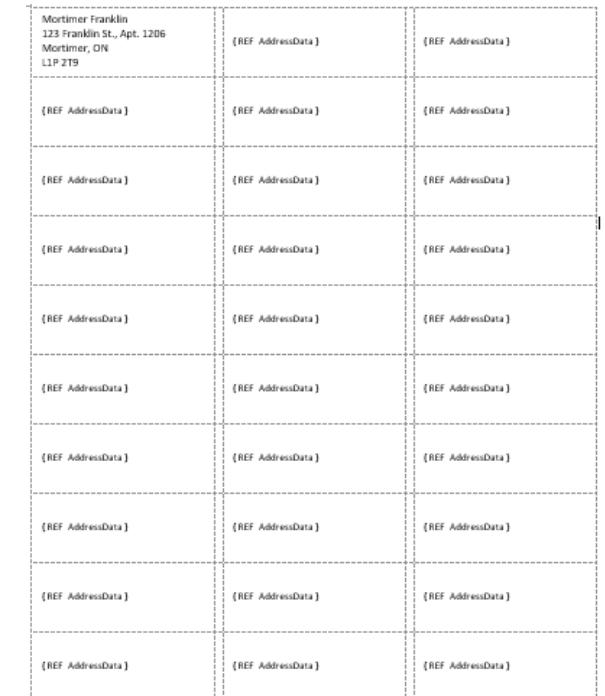 Mortimer Franklin
123 Franklin St., Apt. 1206
Mortimer, ON
L1P 2T9
{REF AddressData} {REF AddressData}
{REF AddressData} {REF AddressData} {REF AddressData}
{REF AddressData} {REF AddressData} {REF AddressData}
{REF AddressData} {REF AddressData} {REF AddressData}
{REF AddressData} {REF AddressData} {REF AddressData}
{REF AddressData} {REF AddressData} {REF AddressData}
{REF AddressData} {REF AddressData} {REF AddressData}
{REF AddressData} {REF AddressData} {REF AddressData}
{REF AddressData} {REF AddressData} {REF AddressData}
{REF AddressData} {REF AddressData} {REF AddressData}